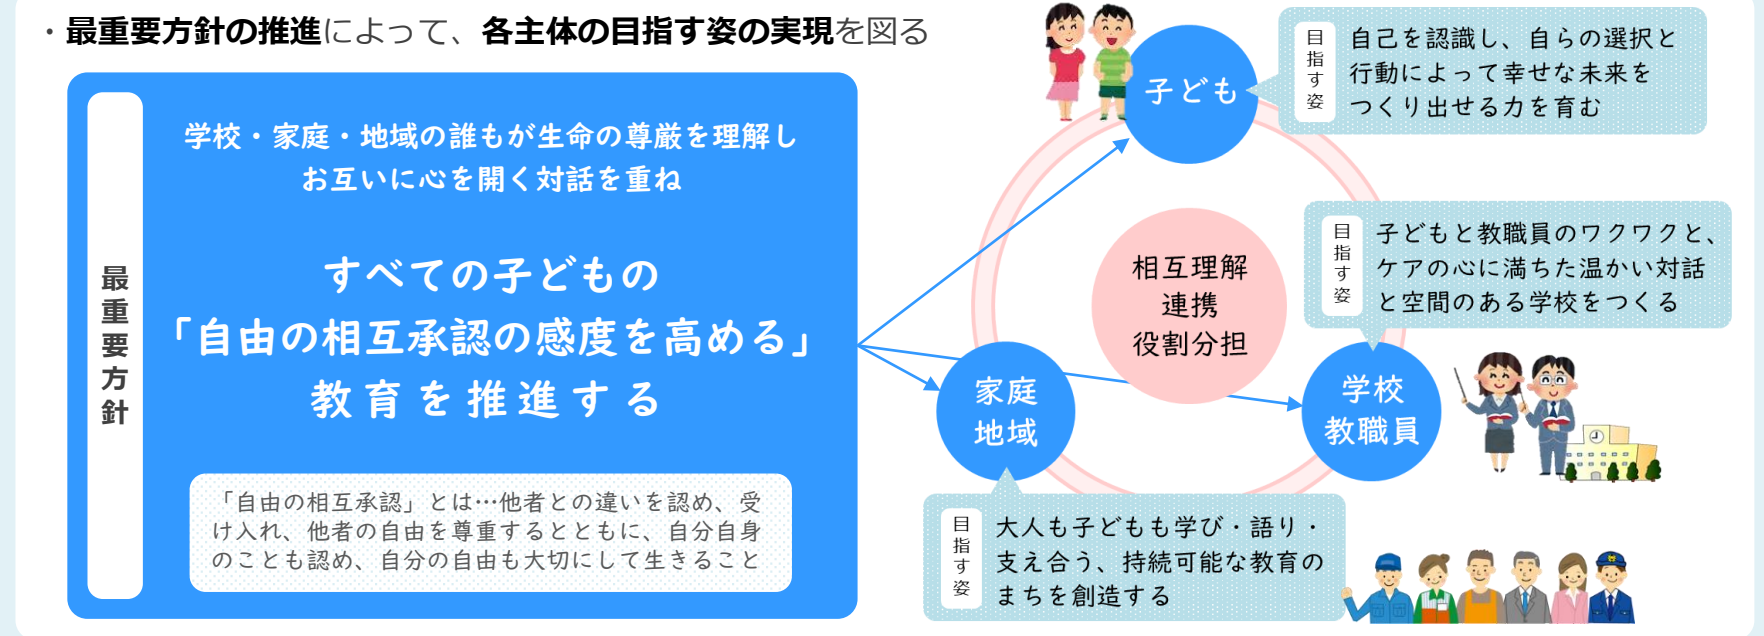 ・最重要方針の推進によって、各主体の目指す姿の実現を図る
最重要方針
学校・家庭・地域の誰もが生命の尊厳を理解し
お互いに心を開く対話を重ね
すべての子どもの
「自由の相互承認の感度を高める」
教育を推進する
「自由の相互承認」とは…他者との違いを認め、受
け入れ、他者の自由を尊重するとともに、自分自身
のことも認め、自分の自由も大切にして生きること
子ども
目指す姿
自己を認識し、自らの選択と
行動によって幸せな未来を
つくり出せる力を育む
相互理解
連携
役割分担
目指す姿
子どもと教職員のワクワクと、
ケアの心に満ちた温かい対話
と空間のある学校をつくる
学校
教職員
家庭
地域
目指す姿
大人も子どもも学び・語り・
支え合う、持続可能な教育の
まちを創造する